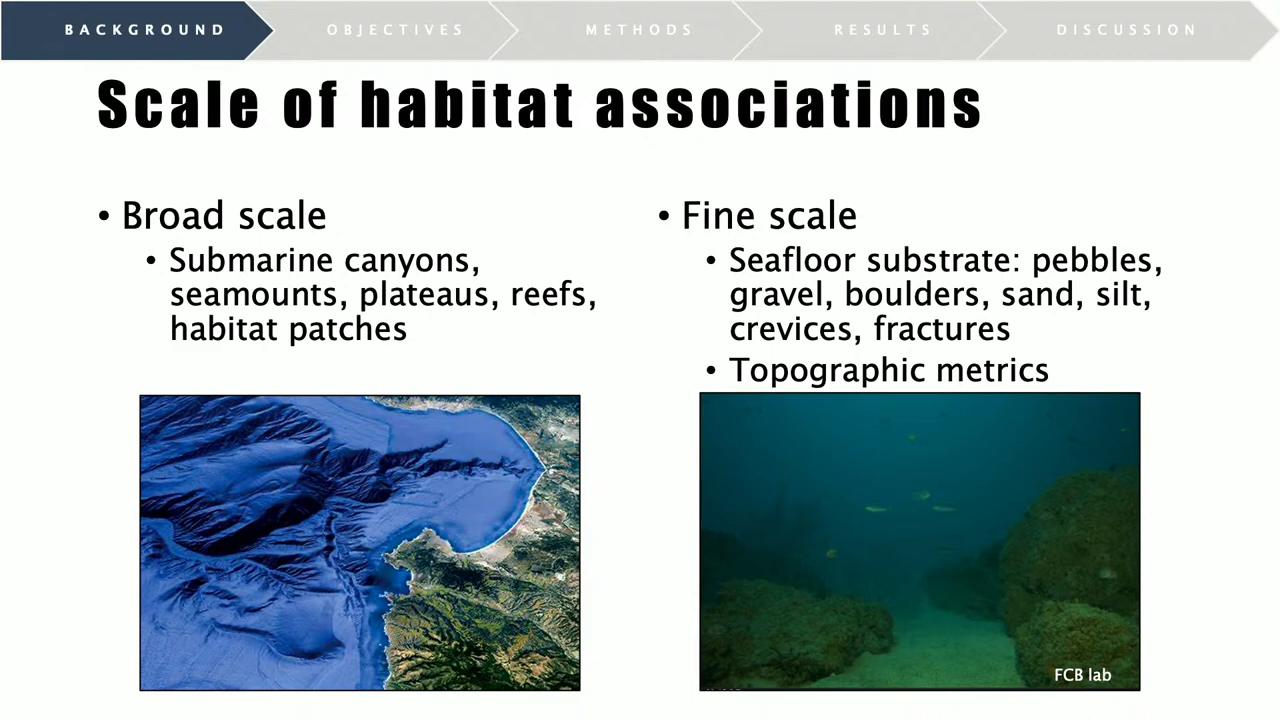 BACKGROUND
OBJECTIVES
METHODS
RESULTS
DISCUSSION
Scale of habitat associations
• Broad scale
• Submarine canyons,
seamounts, plateaus, reefs,
habitat patches
• Fine scale
• Seafloor substrate: pebbles,
gravel, boulders, sand, silt,
crevices, fractures
• Topographic metrics
FCB lab